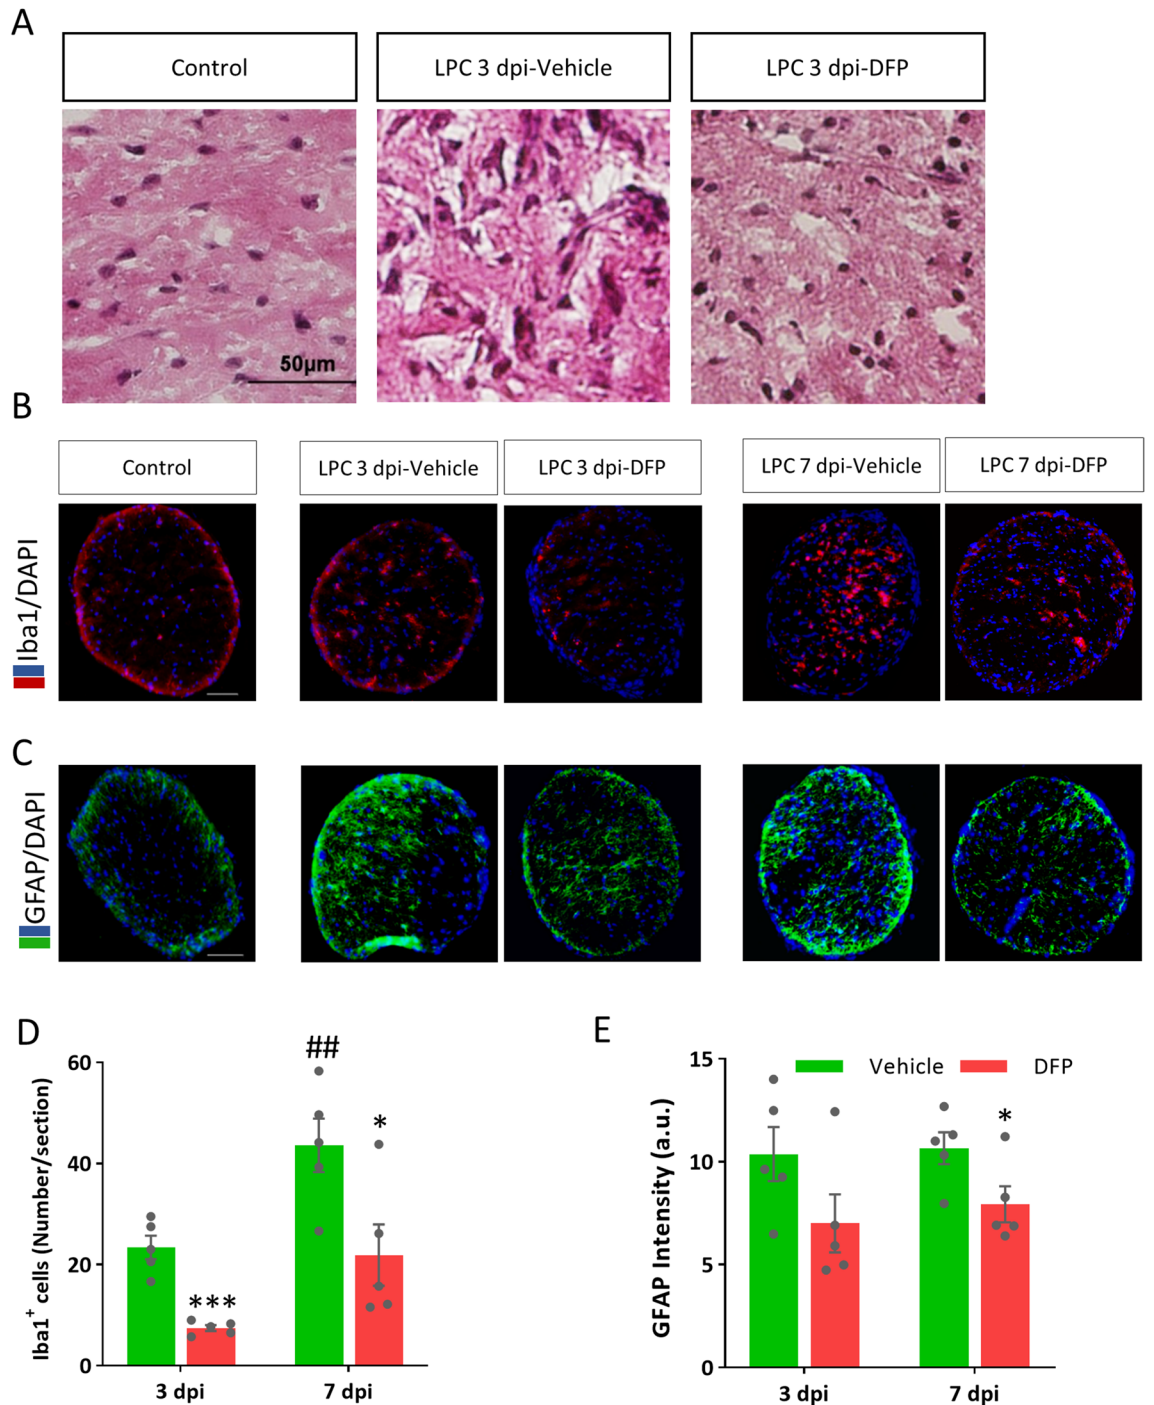 A
Control
LPC 3 dpi-Vehicle
LPC 3 dpi-DFP
50µm
B
Control
LPC 3 dpi-Vehicle
LPC 3 dpi-DFP
LPC 7 dpi-Vehicle
LPC 7 dpi-DFP
Iba1/DAPI
C
GFAP/DAPI
D
Iba1+ cells (Number/section)
60
40
20
0
##
*
***
3 dpi
7 dpi
E
GFAP Intensity (a.u.)
15
10
5
0
Vehicle
DFP
*
3 dpi
7 dpi